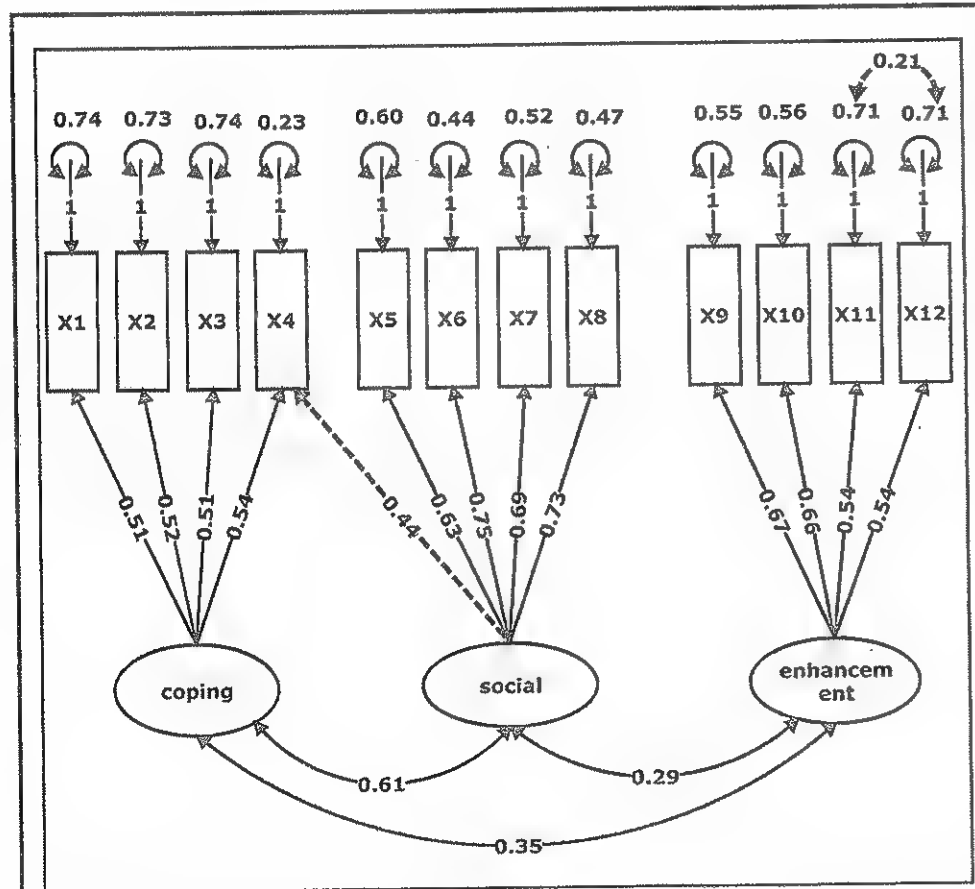 0.21
0.74 0.73 0.74 0.23 0.60 0.44 0.52 0.47 0.55 0.56 0.71 0.71
1 1 1 1 1 1 1 1 1 1 1 1
X1 X2 X3 X4 X5 X6 X7 X8 X9 X10 X11 X12
0.51 0.52 0.51 0.54 0.44 0.63 0.75 0.69 0.73 0.67 0.66 0.54 0.54
coping social enhancem
ent
0.61 0.29
0.35